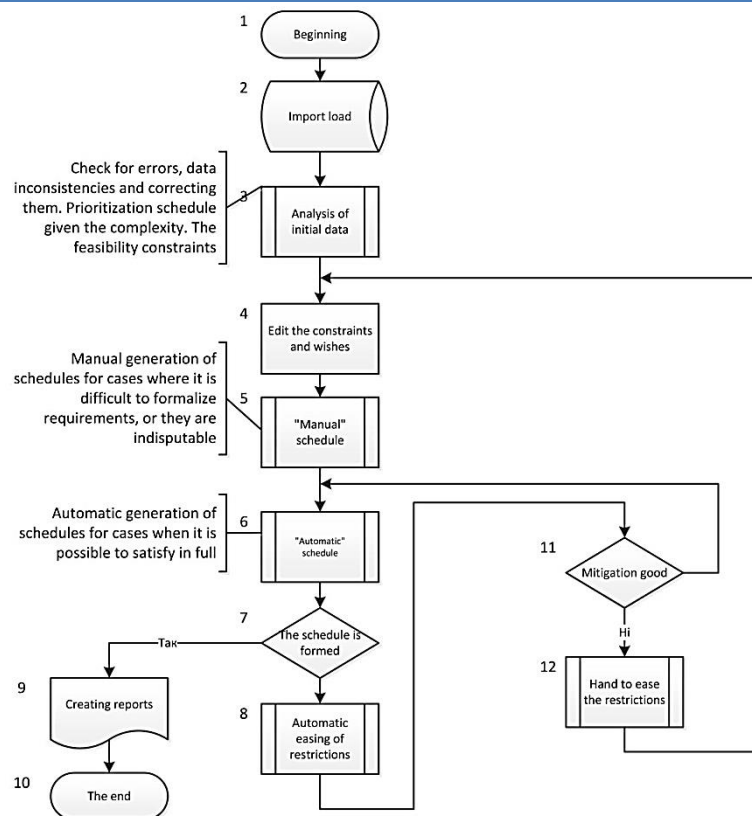 1
Beginning
2
Import load
Check for errors, data
inconsistencies and correcting
them. Prioritization schedule
given the complexity. The
feasibility constraints
3
Analysis of
initial data
4
Edit the constraints
and wishes
Manual generation of
schedules for cases where it is
difficult to formalize
requirements, or they are
indisputable
5
"Manual"
schedule
Automatic generation of
schedules for cases when it is
possible to satisfy in full
6
"Automatic"
schedule
7
The schedule is
formed
Так
8
Automatic
easing of
restrictions
9
Creating reports
10
The end
11
Mitigation good
Ні
12
Hand to ease
the restrictions